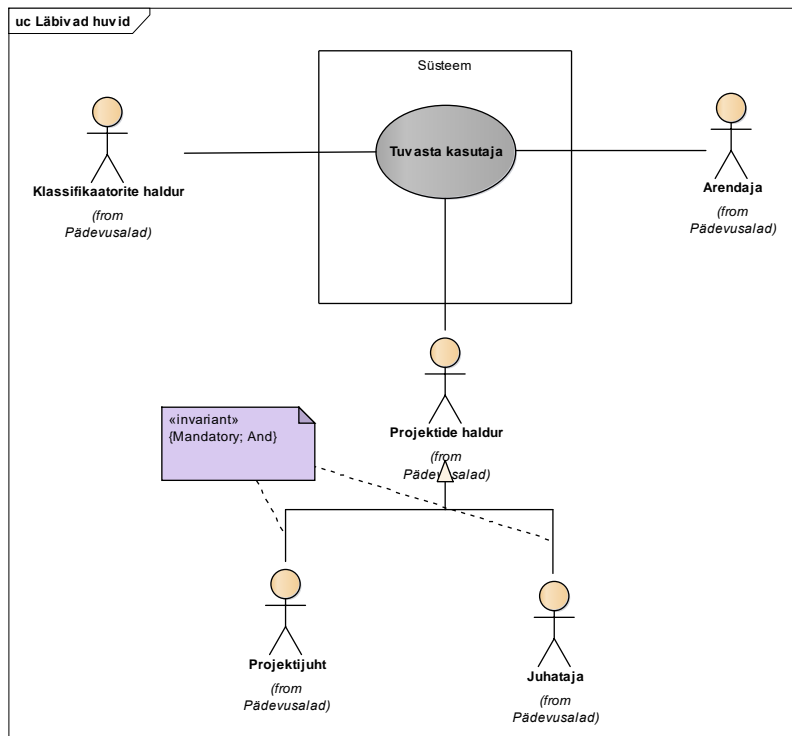 uc Läbivad huvid
Süsteem
Tuvasta kasutaja
Klassifikaatorite haldur
(from
Pädevusalad)
Arendaja
(from
Pädevusalad)
Projektide haldur
(from
Pädevusalad)
«invariant»
{Mandatory; And}
Projektijuht
(from
Pädevusalad)
Juhataja
(from
Pädevusalad)